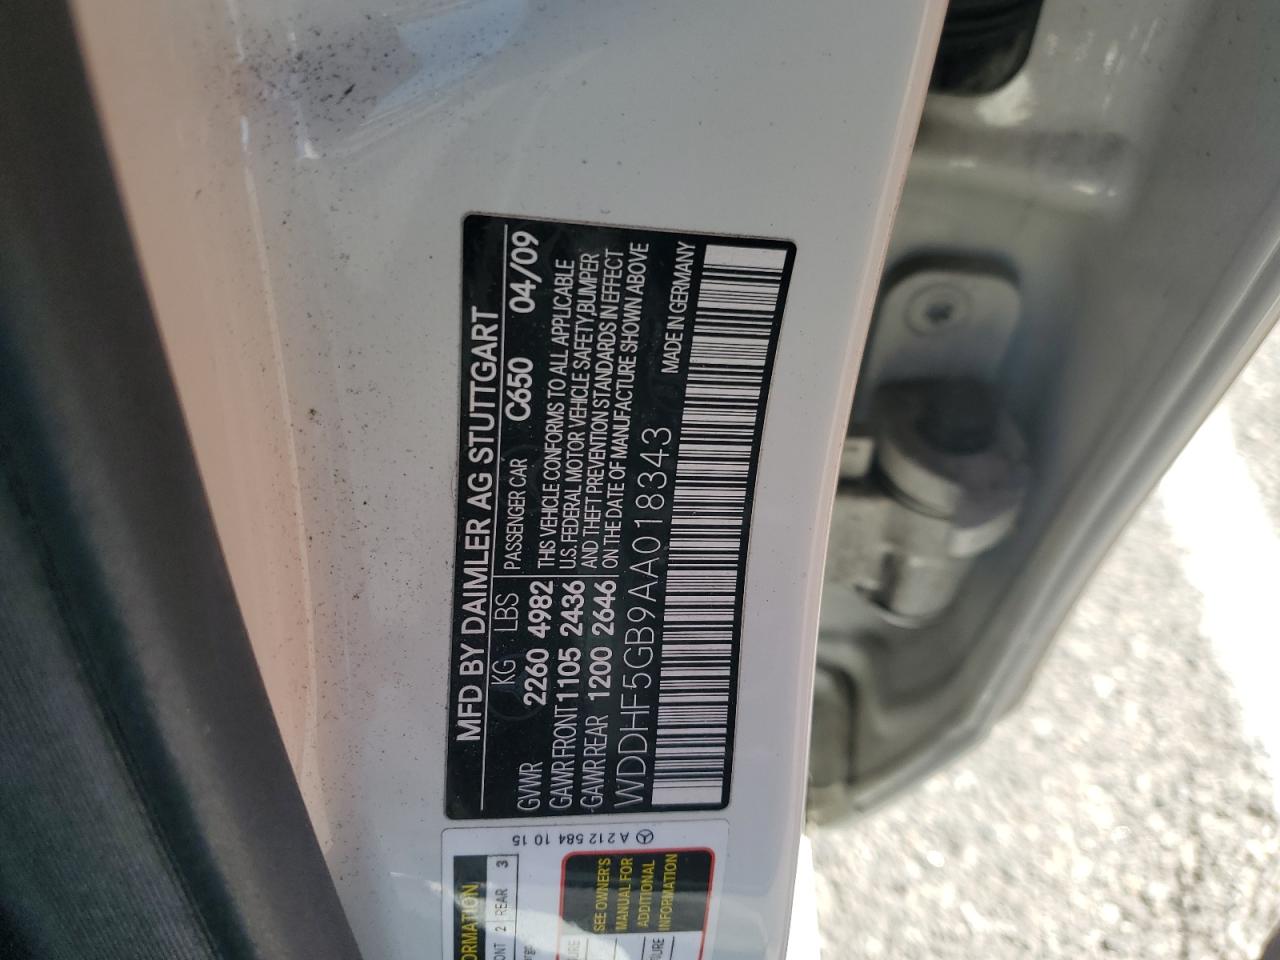 MFD BY DAIMLER AG STUTTGART
KG LBS PASSENGER CAR C650 04/09
GVWR 2260 4982
GAWR FRONT 1105 2436
GAWR REAR 1200 2646
THIS VEHICLE CONFORMS TO ALL APPLICABLE
U.S. FEDERAL MOTOR VEHICLE SAFETY,BUMPER
AND THEFT PREVENTION STANDARDS IN EFFECT
ON THE DATE OF MANUFACTURE SHOWN ABOVE
WDDHF5GB9AA018343 MADE IN GERMANY
A 212 584 10 15
2 REAR 3
SEE OWNER'S
MANUAL FOR
ADDITIONAL
INFORMATION